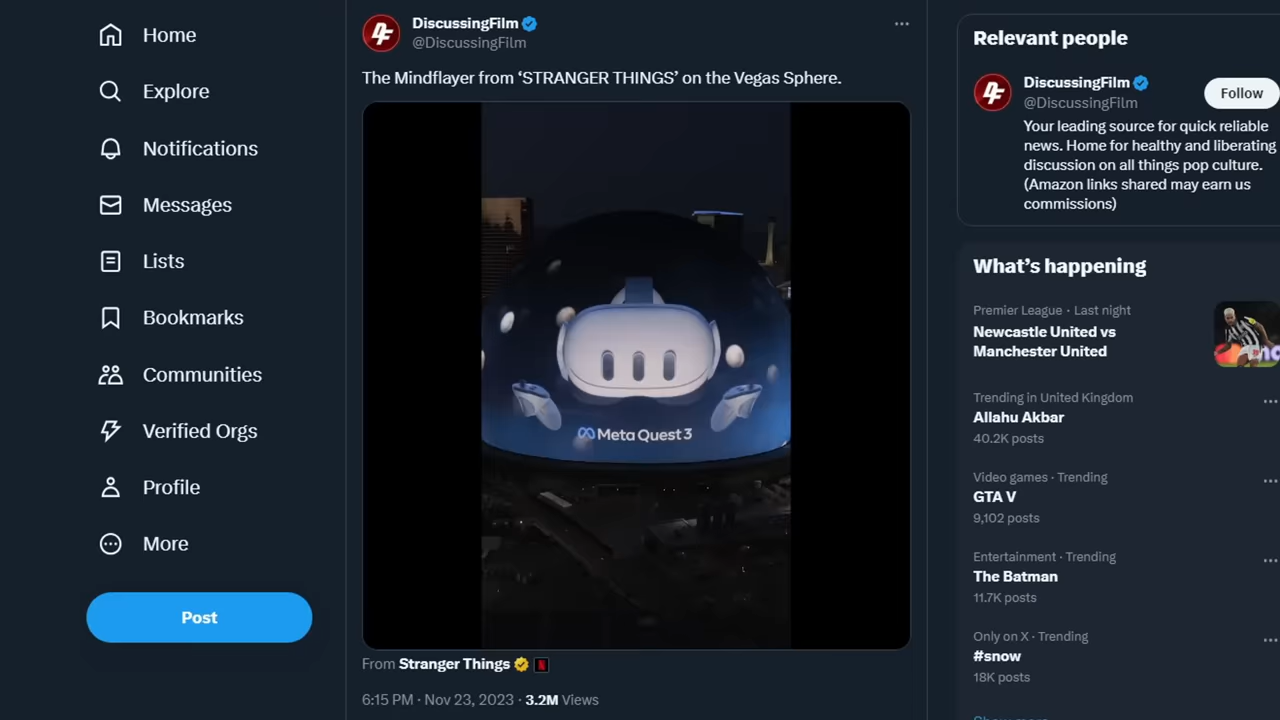 Home
Explore
Notifications
Messages
Lists
Bookmarks
Communities
Verified Orgs
Profile
More
Post
DiscussingFilm
@DiscussingFilm
The Mindflayer from ‘STRANGER THINGS’ on the Vegas Sphere.
Meta Quest 3
From Stranger Things
6:15 PM · Nov 23, 2023 · 3.2M Views
Relevant people
DiscussingFilm
@DiscussingFilm
Follow
Your leading source for quick reliable
news. Home for healthy and liberating
discussion on all things pop culture.
(Amazon links shared may earn us
commissions)
What’s happening
Premier League · Last night
Newcastle United vs
Manchester United
Trending in United Kingdom
Allahu Akbar
40.2K posts
Video games · Trending
GTA V
9,102 posts
Entertainment · Trending
The Batman
11.7K posts
Only on X · Trending
#snow
18K posts